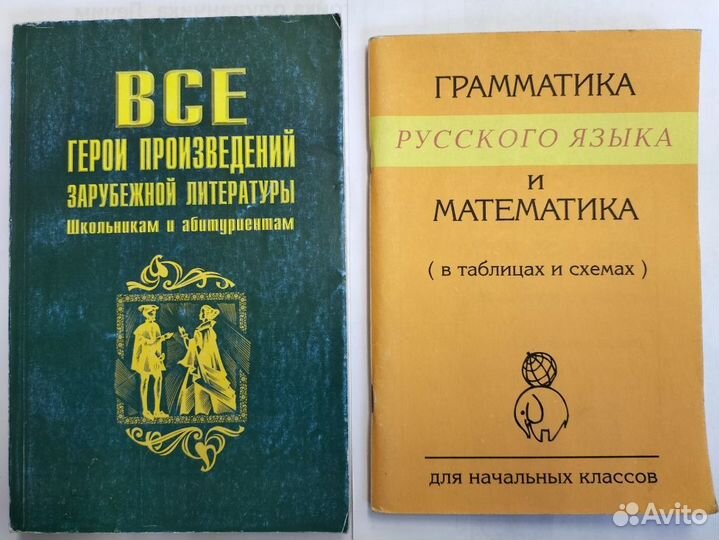 ВСЕ
ГЕРОИ ПРОИЗВЕДЕНИЙ
ЗАРУБЕЖНОЙ ЛИТЕРАТУРЫ
Школьникам и абитуриентам
ГРАММАТИКА
РУССКОГО ЯЗЫКА
И
МАТЕМАТИКА
( в таблицах и схемах )
для начальных классов
Avito